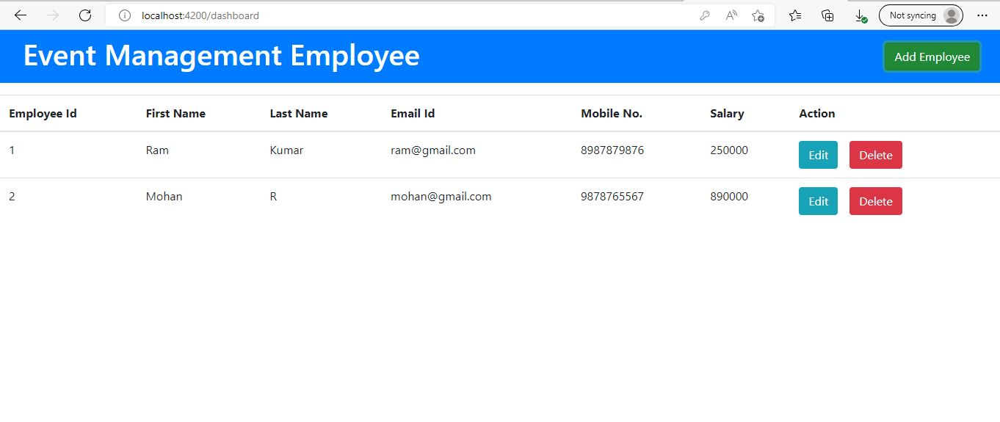 localhost:4200/dashboard
Not syncing
Event Management Employee
Add Employee
Employee Id First Name Last Name Email Id Mobile No. Salary Action
1 Ram Kumar ram@gmail.com 8987879876 250000 Edit Delete
2 Mohan R mohan@gmail.com 9878765567 890000 Edit Delete